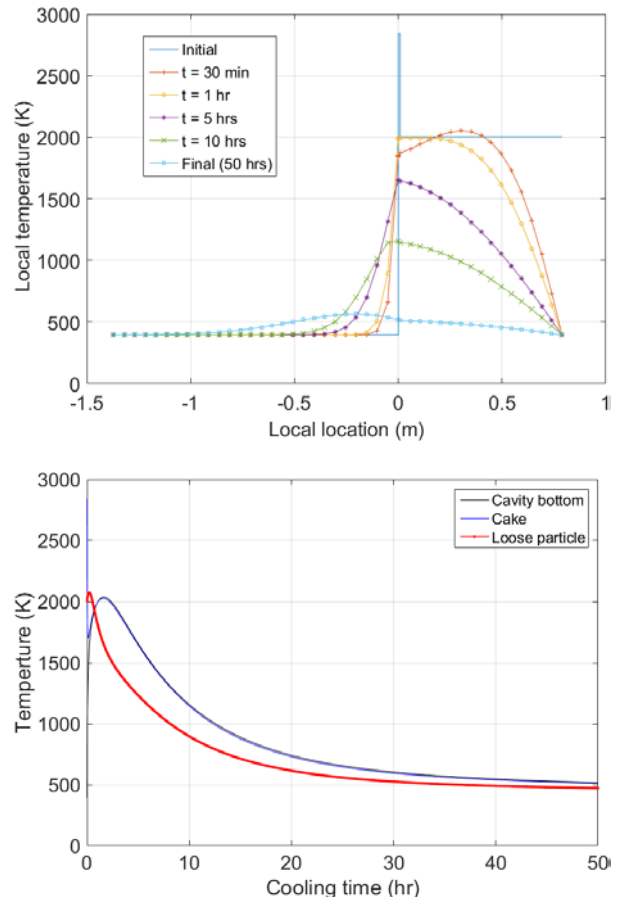 3000
2500
2000
1500
1000
500
0
Local temperature (K)
Initial
t = 30 min
t = 1 hr
t = 5 hrs
t = 10 hrs
Final (50 hrs)
-1.5 -1 -0.5 0 0.5 1
Local location (m)
3000
2500
2000
1500
1000
500
0
Temperture (K)
Cavity bottom
Cake
Loose particle
0 10 20 30 40 50
Cooling time (hr)